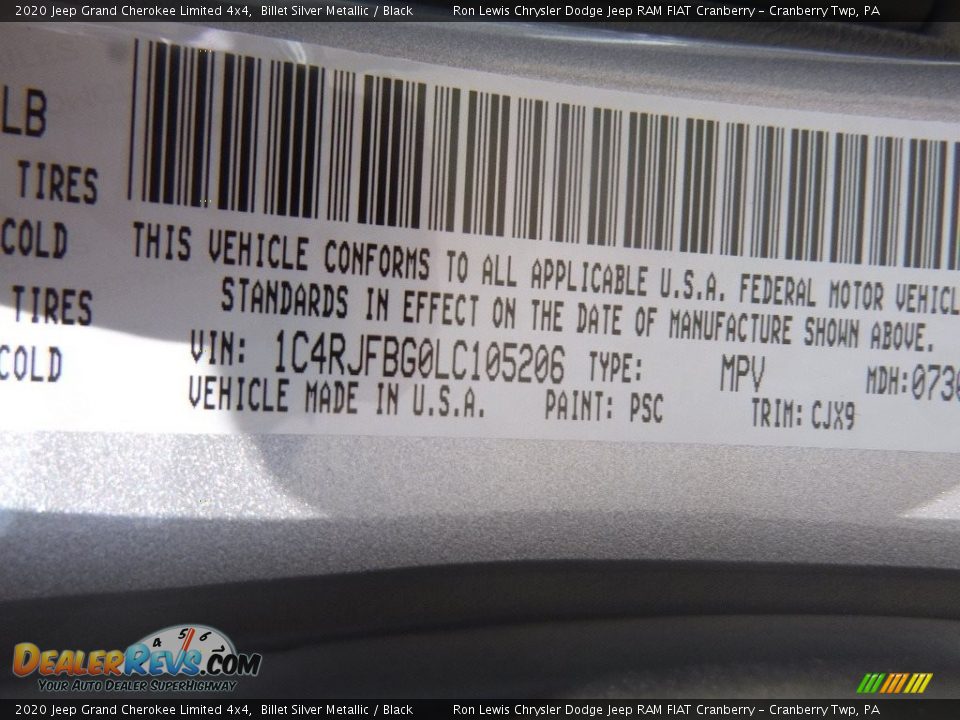 2020 Jeep Grand Cherokee Limited 4x4, Billet Silver Metallic / Black Ron Lewis Chrysler Dodge Jeep RAM FIAT Cranberry – Cranberry Twp, PA
LB
TIRES
COLD
TIRES
COLD
THIS VEHICLE CONFORMS TO ALL APPLICABLE U.S.A. FEDERAL MOTOR VEHICL
STANDARDS IN EFFECT ON THE DATE OF MANUFACTURE SHOWN ABOVE.
VIN: 1C4RJFBG0LC105206 TYPE: MPV MDH:0730
VEHICLE MADE IN U.S.A. PAINT: PSC TRIM: CJX9
4 5 6
DEALERREVS.COM
YOUR AUTO DEALER SUPERHIGHWAY
2020 Jeep Grand Cherokee Limited 4x4, Billet Silver Metallic / Black Ron Lewis Chrysler Dodge Jeep RAM FIAT Cranberry – Cranberry Twp, PA